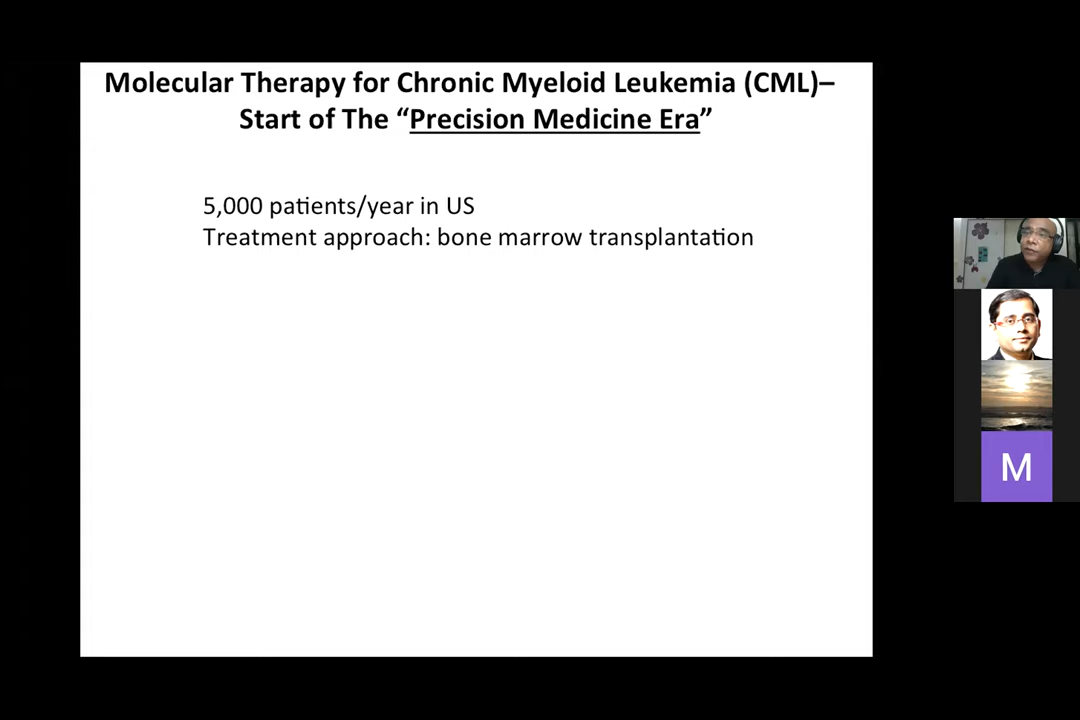 Molecular Therapy for Chronic Myeloid Leukemia (CML)–
Start of The “Precision Medicine Era”
5,000 patients/year in US
Treatment approach: bone marrow transplantation
M